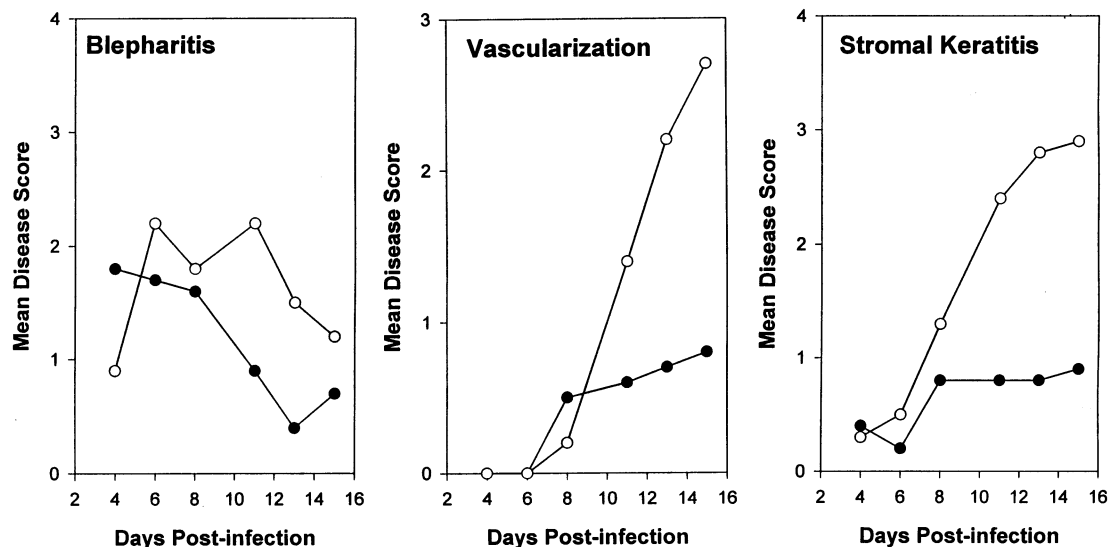 Blepharitis
Mean Disease Score
4
3
2
1
0
2 4 6 8 10 12 14 16
Days Post-infection
Vascularization
Mean Disease Score
3
2
1
0
2 4 6 8 10 12 14 16
Days Post-infection
Stromal Keratitis
Mean Disease Score
4
3
2
1
0
2 4 6 8 10 12 14 16
Days Post-infection